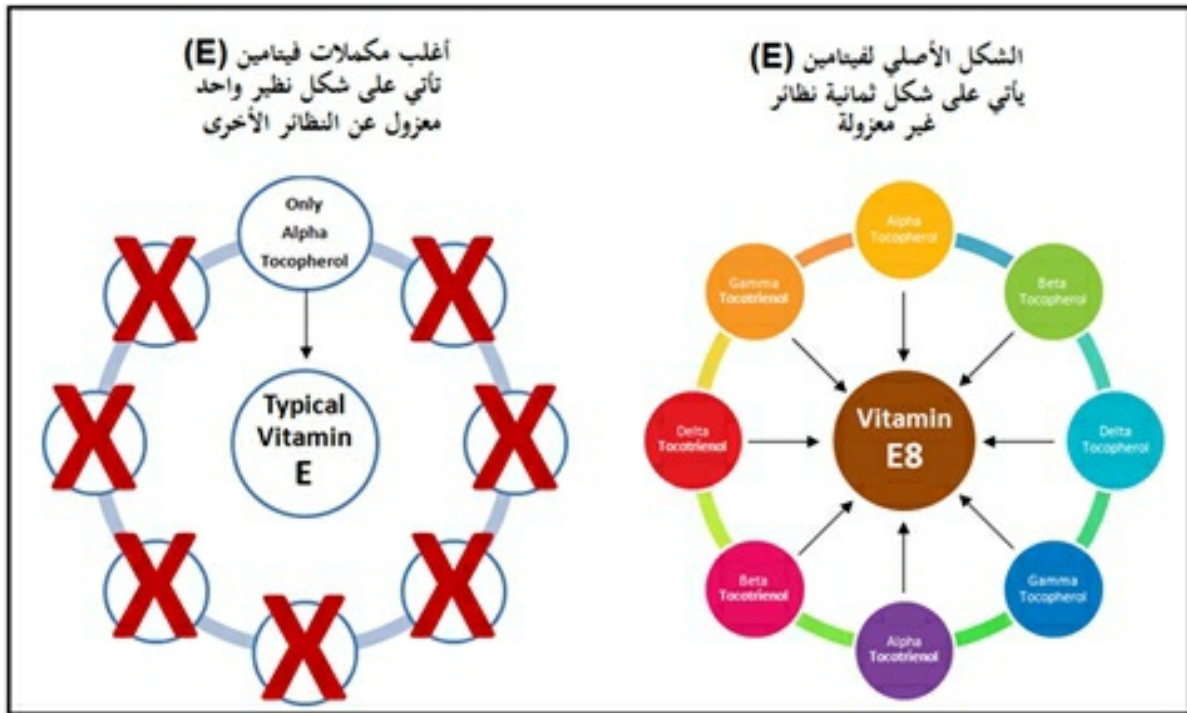 أغلب مكملات فيتامين (E)
تأتي على شكل نظير واحد
معزول عن النظائر الأخرى
Only
Alpha
Tocopherol
Typical
Vitamin
E
الشكل الأصلي لفيتامين (E)
يأتي على شكل ثمانية نظائر
غير معزولة
Alpha
Tocopherol
Beta
Tocopherol
Delta
Tocopherol
Gamma
Tocopherol
Alpha
Tocotrienol
Beta
Tocotrienol
Delta
Tocotrienol
Gamma
Tocotrienol
Vitamin
E8